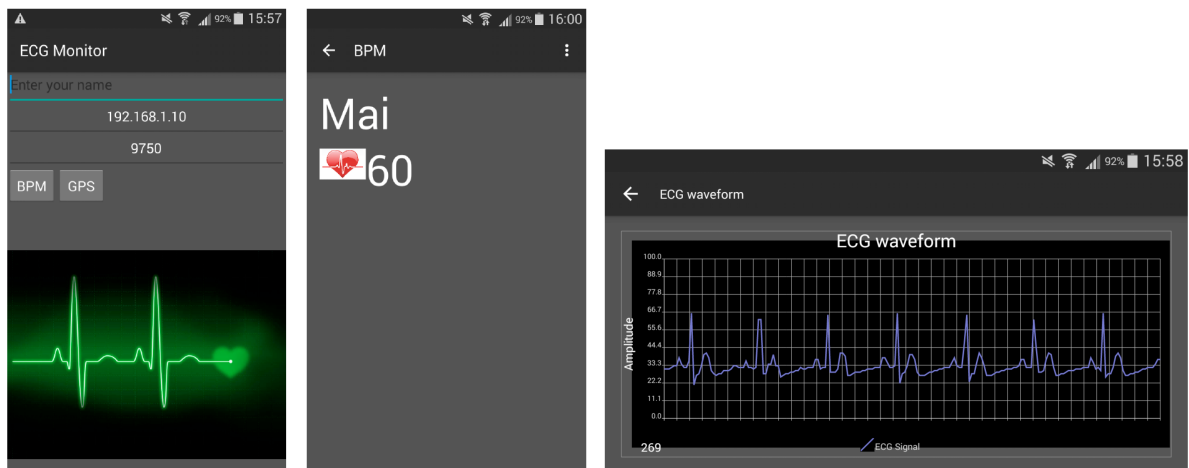 92% 15:57
ECG Monitor
Enter your name
192.168.1.10
9750
BPM GPS
92% 16:00
BPM
Mai
60
92% 15:58
ECG waveform
ECG waveform
Amplitude
100.0
88.9
77.8
66.7
55.6
44.4
33.3
22.2
11.1
0.0
269
ECG Signal